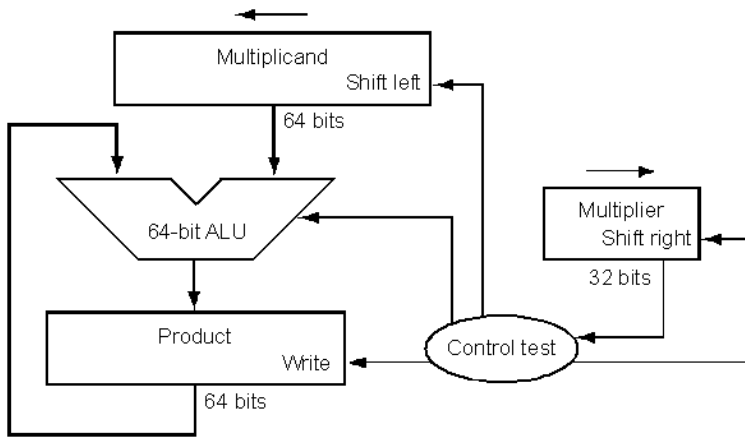 Multiplicand
Shift left
64 bits
64-bit ALU
Multiplier
Shift right
32 bits
Product
Write
Control test
64 bits